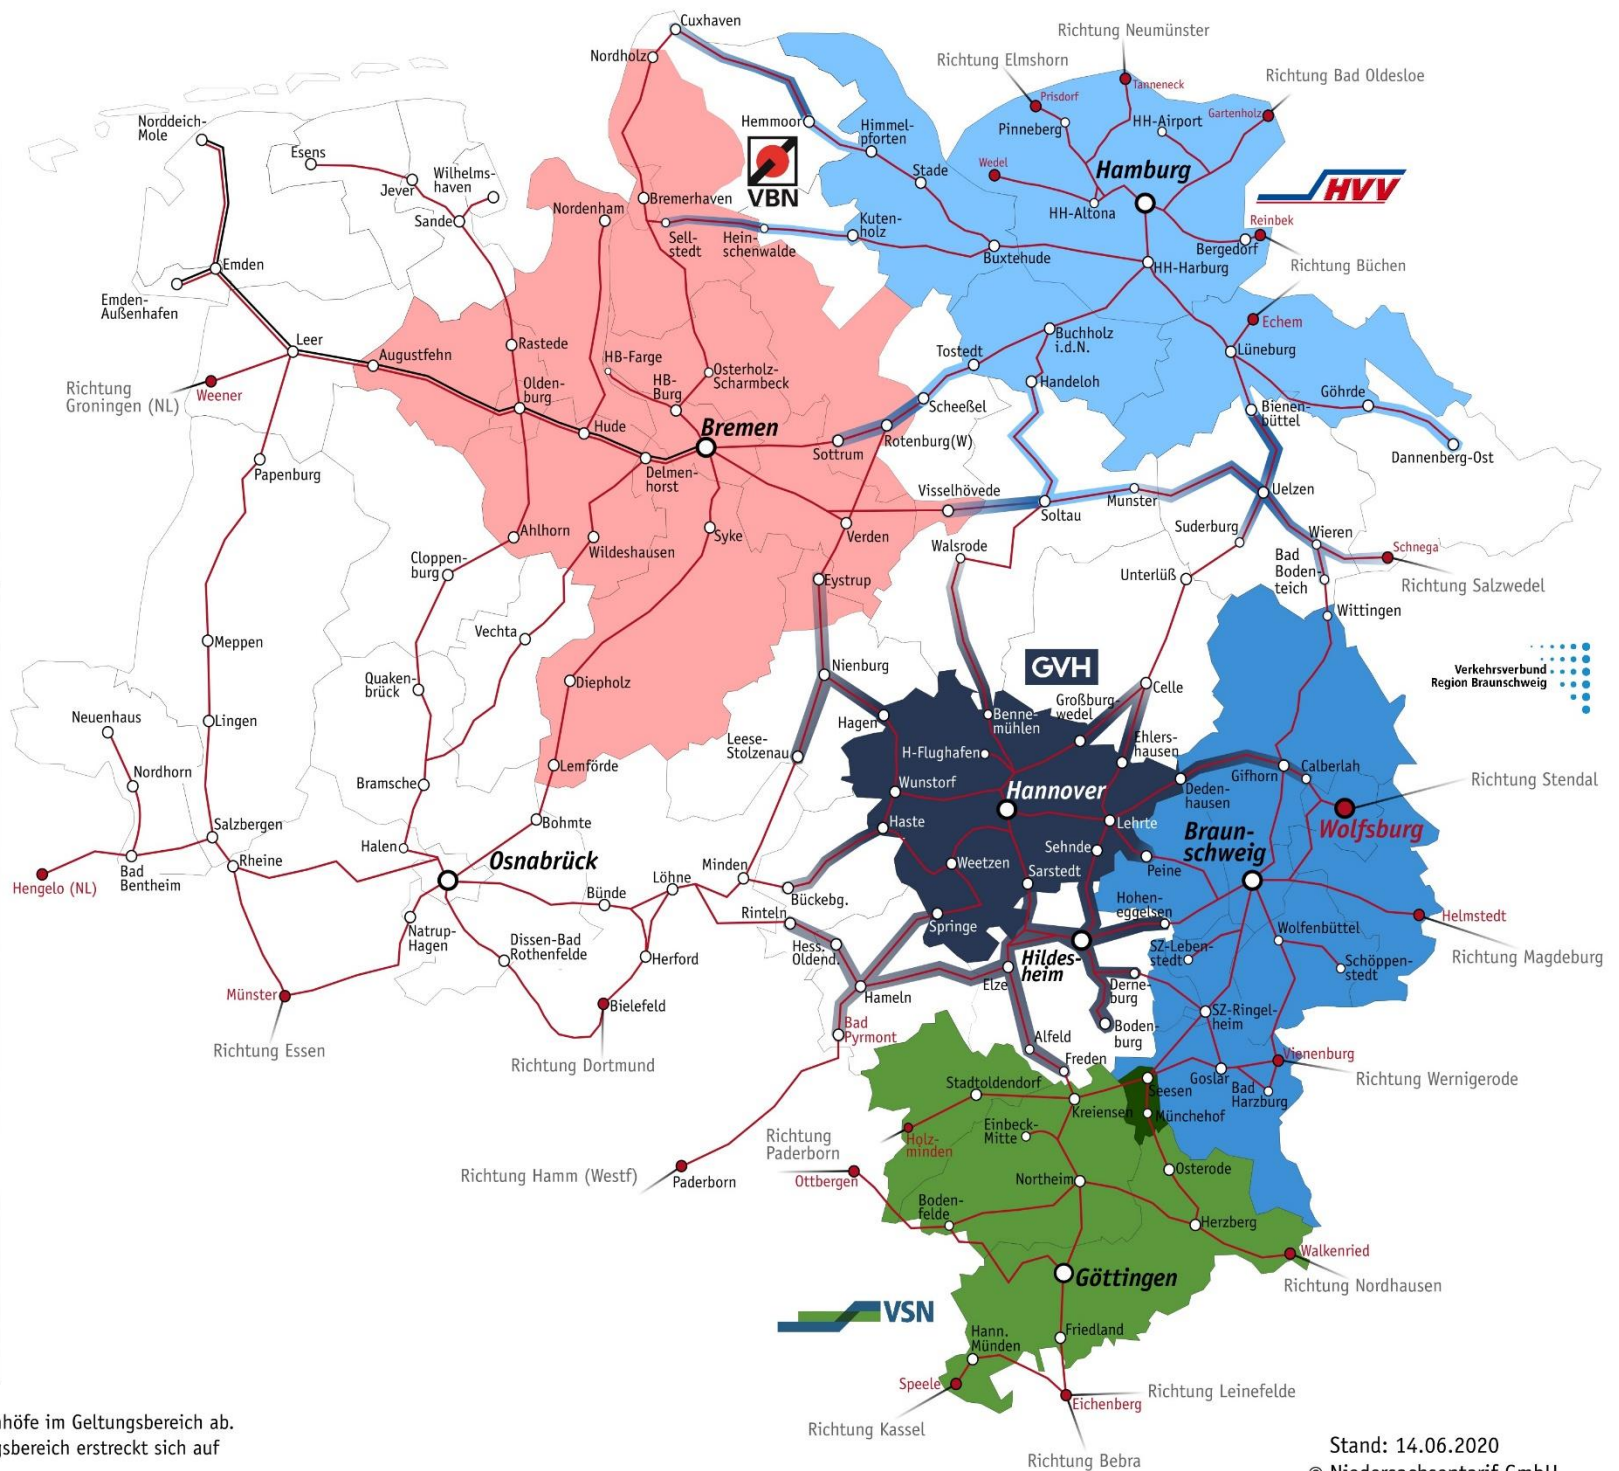 Cuxhaven
Nordholz
Richtung Neumünster
Richtung Elmshorn
Richtung Bad Oldesloe
Tanneck
Prisdorf
Pinneberg
HH-Airport
Gartenholz
Norddeich-
Mole
Esens
Jever
Wilhelms-
haven
Sande
Hemmoor
Himmel-
pforten
Stade
VBN
Wedel
Hamburg
HVV
HH-Altona
Reinbek
Bergedorf
Richtung Büchen
Nordenham
Bremerhaven
Sell-
stedt
Hein-
schenwalde
Kuten-
holz
Buxtehude
HH-Harburg
Emden
Emden-
Außenhafen
Leer
Augustfehn
Rastede
HB-Farge
HB-
Burg
Osterholz-
Scharmbeck
Tostedt
Buchholz
i.d.N.
Handeloh
Echem
Lüneburg
Göhrde
Bienen-
büttel
Dannenberg-Ost
Richtung
Groningen (NL)
Weener
Olden-
burg
Hude
Delmen-
horst
Bremen
Scheeßel
Rotenburg(W)
Sottrum
Papenburg
Visselhövede
Soltau
Munster
Uelzen
Suderburg
Wieren
Bad
Boden-
teich
Schnega
Richtung Salzwedel
Ahlhorn
Cloppen-
burg
Wildeshausen
Syke
Verden
Walsrode
Eystrup
Unterlüß
Wittingen
Meppen
Vechta
Quaken-
brück
Diepholz
Nienburg
GVH
Verkehrsverbund
Region Braunschweig
Neuenhaus
Lingen
Nordhorn
Leese-
Stolzenau
Hagen
Benne-
mühlen
Großburg-
wedel
Celle
H-Flughafen
Ehlers-
hausen
Bramsche
Lemförde
Wunstorf
Hannover
Deden-
hausen
Gifhorn
Calberlah
Richtung Stendal
Wolfsburg
Salzbergen
Bohmte
Haste
Lehrte
Braun-
schweig
Halen
Osnabrück
Rheine
Hengelo (NL)
Bad
Bentheim
Minden
Weetzen
Sehnde
Sarstedt
Peine
Bünde
Löhne
Bückebg.
Rinteln
Hohen-
eggelsen
Helmstedt
Richtung Magdeburg
Natrup-
Hagen
Dissen-Bad
Rothenfelde
Herford
Hess.
Oldend.
Springe
Hildes-
heim
Wolfenbüttel
SZ-Leben-
stedt
Schöppen-
stedt
Münster
Richtung Essen
Bielefeld
Richtung Dortmund
Hameln
Elze
Derne-
burg
Boden-
burg
SZ-Ringel-
heim
Bad
Pyrmont
Alfeld
Freden
Vienenburg
Richtung Wernigerode
Stadtoldendorf
Kreiensen
Seesen
Goslar
Bad
Harzburg
Münchehof
Einbeck-
Mitte
Holz-
minden
Richtung
Paderborn
Ottbergen
Richtung Hamm (Westf)
Paderborn
Northeim
Osterode
Boden-
felde
Herzberg
Walkenried
Richtung Nordhausen
Göttingen
VSN
Hann.
Münden
Friedland
Speele
Eichenberg
Richtung Leinefelde
Richtung Kassel
Richtung Bebra
höfe im Geltungsbereich ab.
sbereich erstreckt sich auf
Stand: 14.06.2020
© Niedersachsentarif GmbH